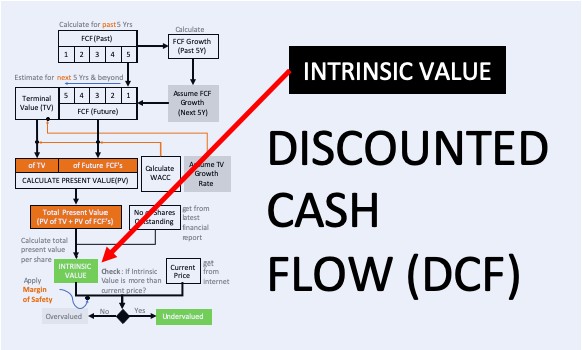 Calculate for past 5 Yrs
FCF(Past)
1 2 3 4 5
Calculate
FCF Growth
(Past 5Y)
Estimate for next 5 Yrs & beyond
Terminal
Value (TV)
5 4 3 2 1
FCF (Future)
Assume FCF
Growth
(Next 5Y)
of TV
of Future FCF's
CALCULATE PRESENT VALUE(PV)
Calculate
WACC
Assume TV
Growth
Rate
Total Present Value
(PV of TV + PV of FCF's)
No of Shares
Outstanding
get from
latest
financial
report
Calculate total
present value
per share
INTRINSIC
VALUE
Check: If Intrinsic
Value is more than
current price?
Current
Price
get
from
internet
Apply
Margin
of Safety
Overvalued
No
Yes
Undervalued
INTRINSIC VALUE
DISCOUNTED
CASH
FLOW (DCF)